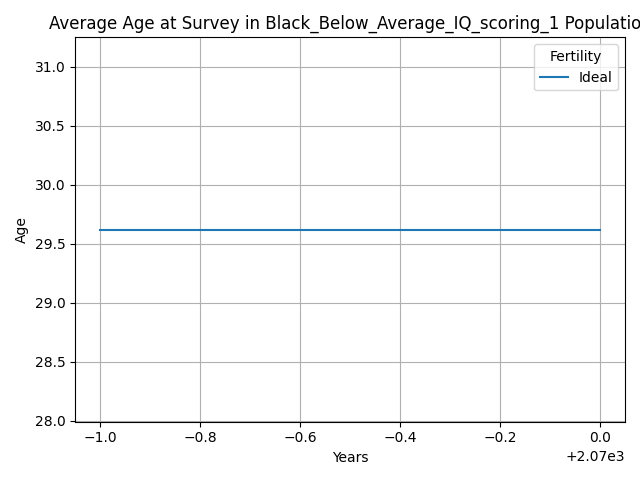 Average Age at Survey in Black_Below_Average_IQ_scoring_1 Populatio
Fertility
Ideal
31.0
30.5
30.0
29.5
29.0
28.5
28.0
Age
−1.0 −0.8 −0.6 −0.4 −0.2 0.0
Years
+2.07e3